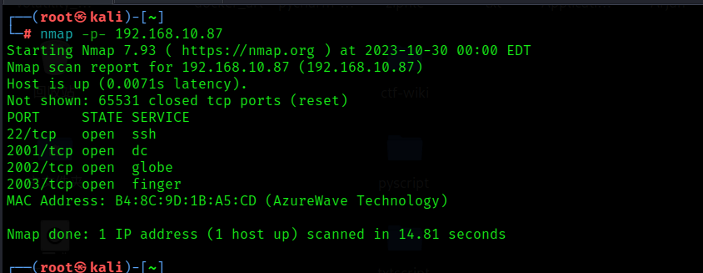 ┌──(root㉿kali)-[~]
└─# nmap -p- 192.168.10.87
Starting Nmap 7.93 ( https://nmap.org ) at 2023-10-30 00:00 EDT
Nmap scan report for 192.168.10.87 (192.168.10.87)
Host is up (0.0071s latency).
Not shown: 65531 closed tcp ports (reset)
ctf-wiki
PORT     STATE SERVICE
22/tcp   open  ssh
2001/tcp open  dc
2002/tcp open  globe
2003/tcp open  finger
pyscript
MAC Address: B4:8C:9D:1B:A5:CD (AzureWave Technology)

Nmap done: 1 IP address (1 host up) scanned in 14.81 seconds

┌──(root㉿kali)-[~]